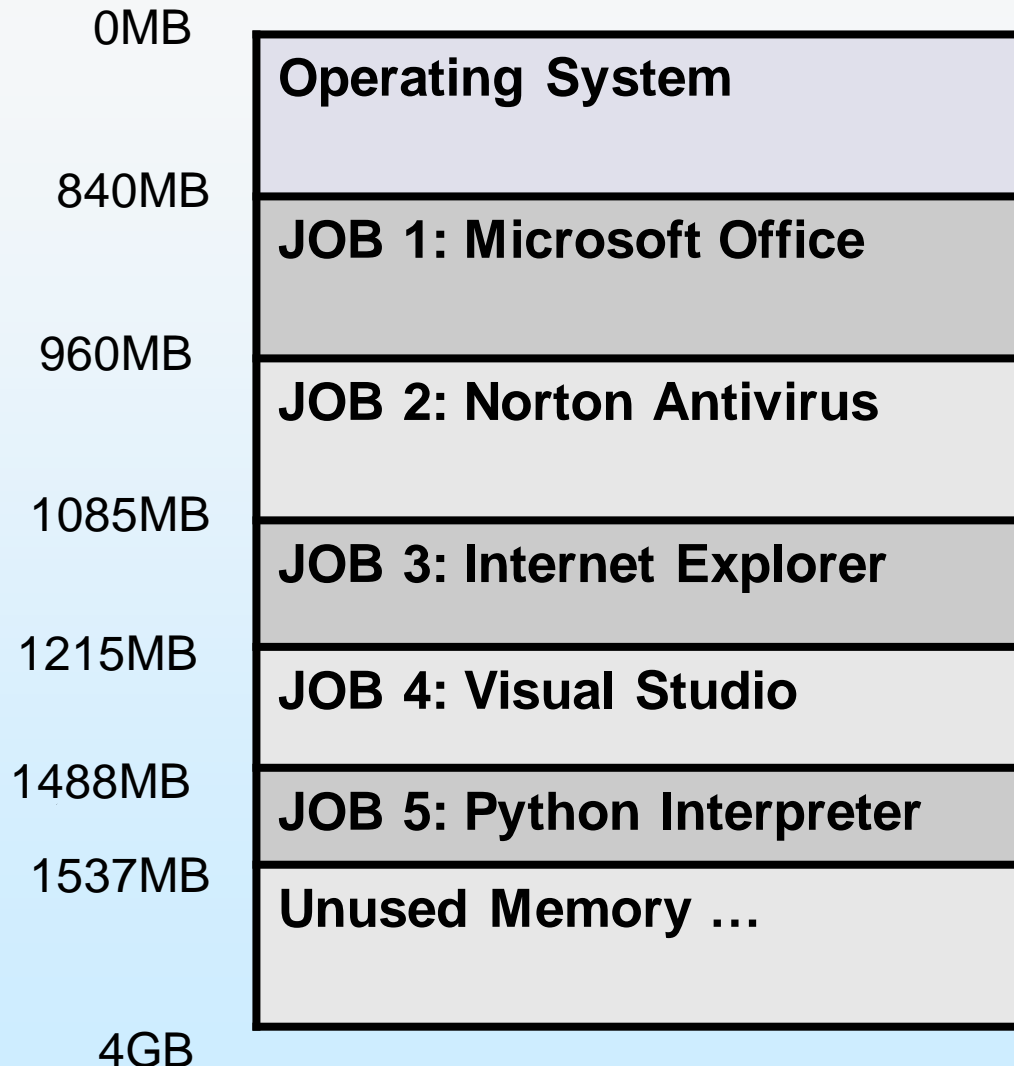 0MB
Operating System
840MB
JOB 1: Microsoft Office
960MB
JOB 2: Norton Antivirus
1085MB
JOB 3: Internet Explorer
1215MB
JOB 4: Visual Studio
1488MB
JOB 5: Python Interpreter
1537MB
Unused Memory …
4GB